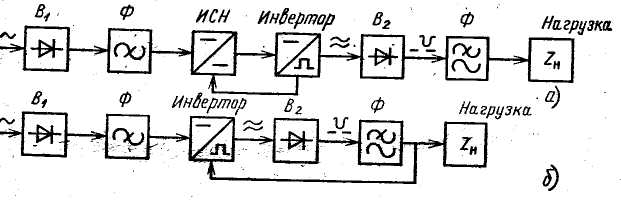 В₁ Ф ИСН Инвертор В₂ Ф Нагрузка
Zн
а)
В₁ Ф Инвертор В₂ Ф Нагрузка
Zн
б)